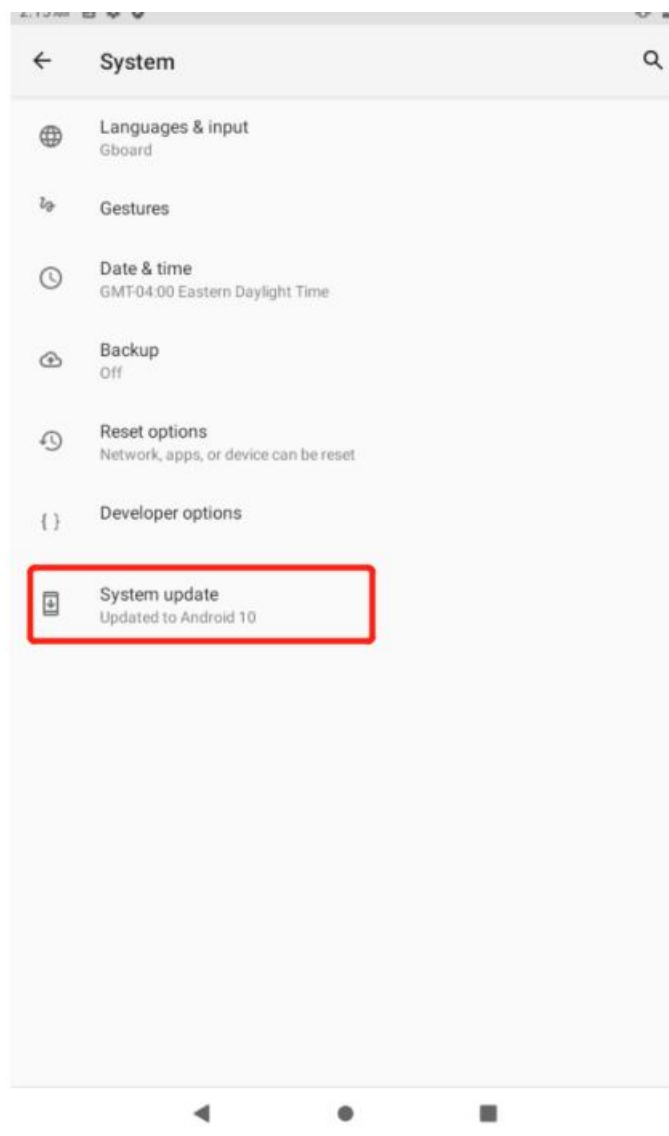 System
Languages & input
Gboard
Gestures
Date & time
GMT-04:00 Eastern Daylight Time
Backup
Off
Reset options
Network, apps, or device can be reset
{ }
Developer options
System update
Updated to Android 10